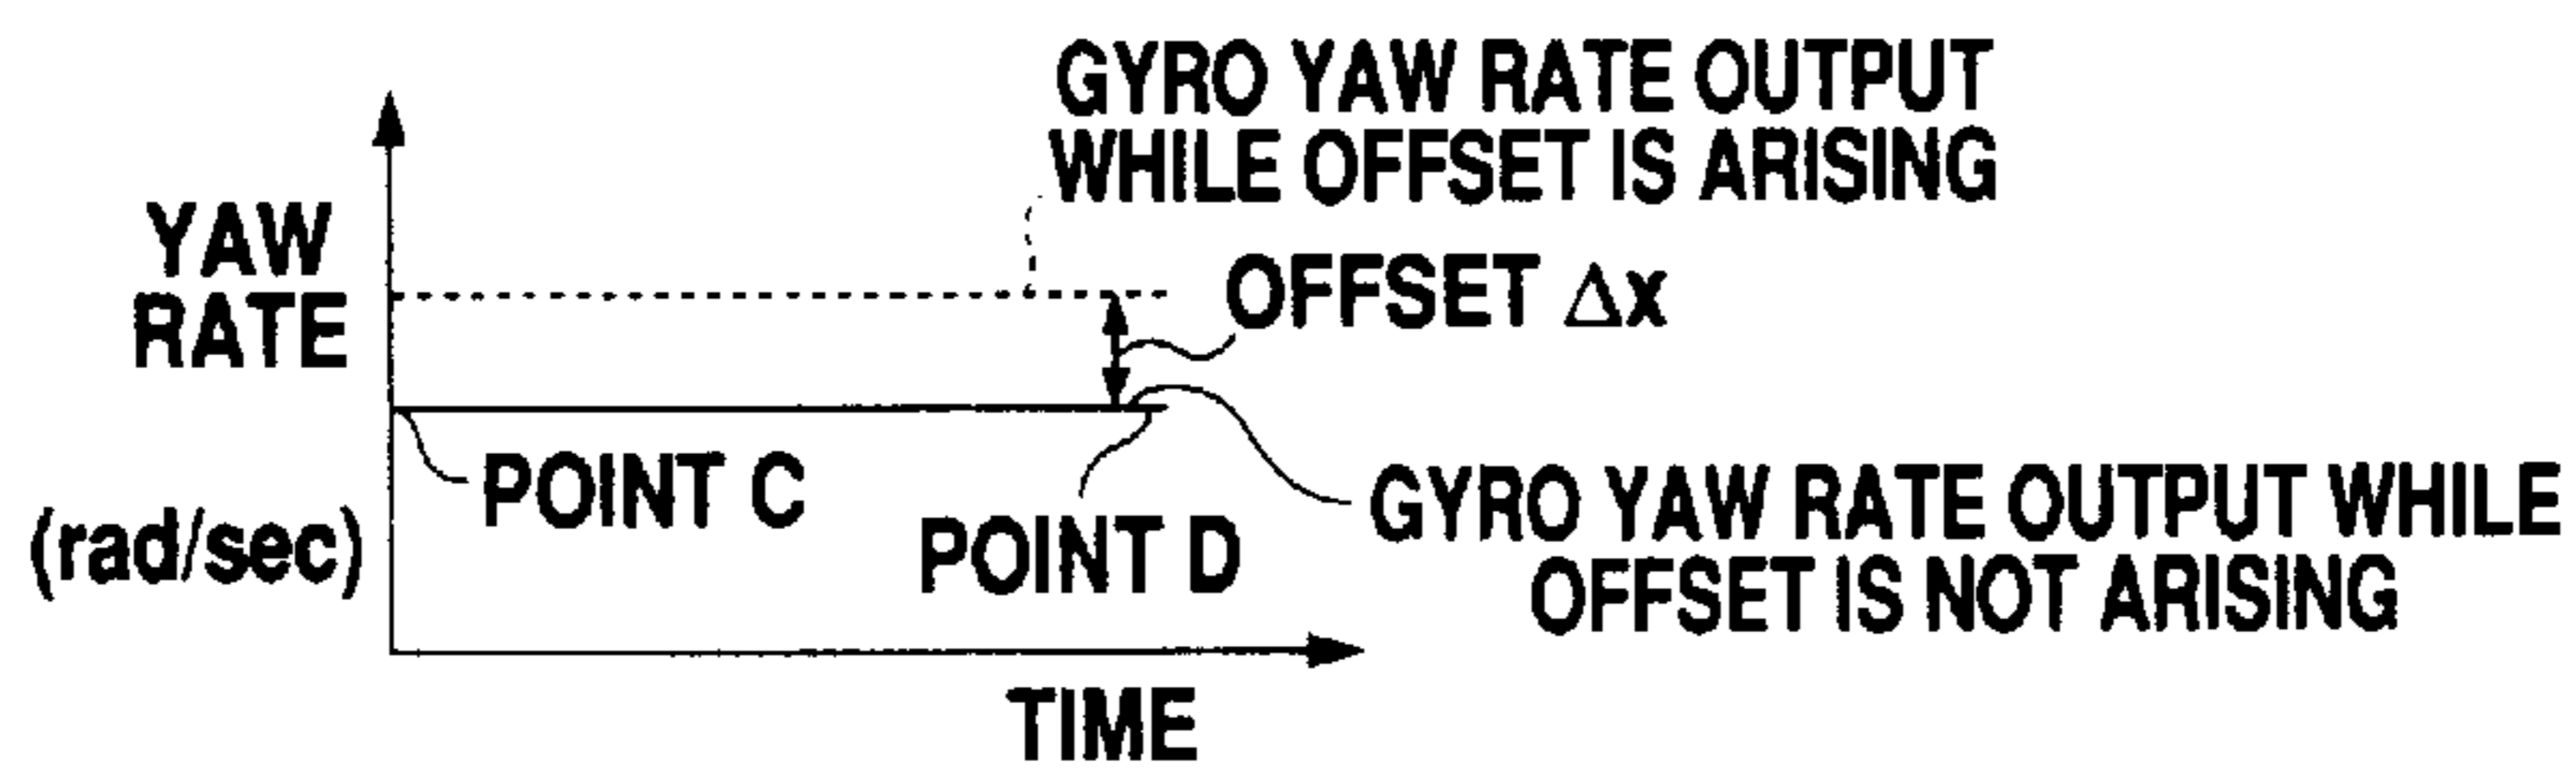 GYRO YAW RATE OUTPUT
WHILE OFFSET IS ARISING
YAW
RATE
OFFSET Δx
POINT C
(rad/sec)
POINT D
GYRO YAW RATE OUTPUT WHILE
OFFSET IS NOT ARISING
TIME